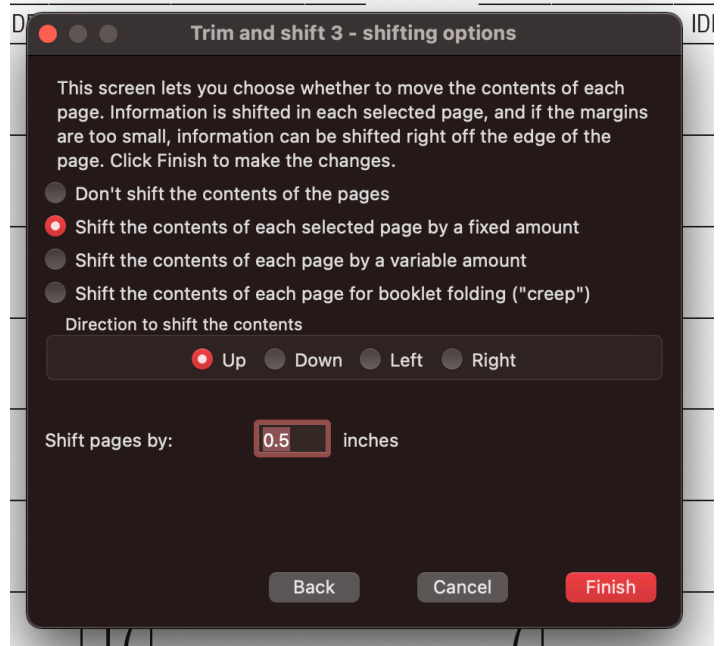 Trim and shift 3 - shifting options
This screen lets you choose whether to move the contents of each
page. Information is shifted in each selected page, and if the margins
are too small, information can be shifted right off the edge of the
page. Click Finish to make the changes.
Don't shift the contents of the pages
Shift the contents of each selected page by a fixed amount
Shift the contents of each page by a variable amount
Shift the contents of each page for booklet folding ("creep")
Direction to shift the contents
Up Down Left Right
Shift pages by: 0.5 inches
Back Cancel Finish